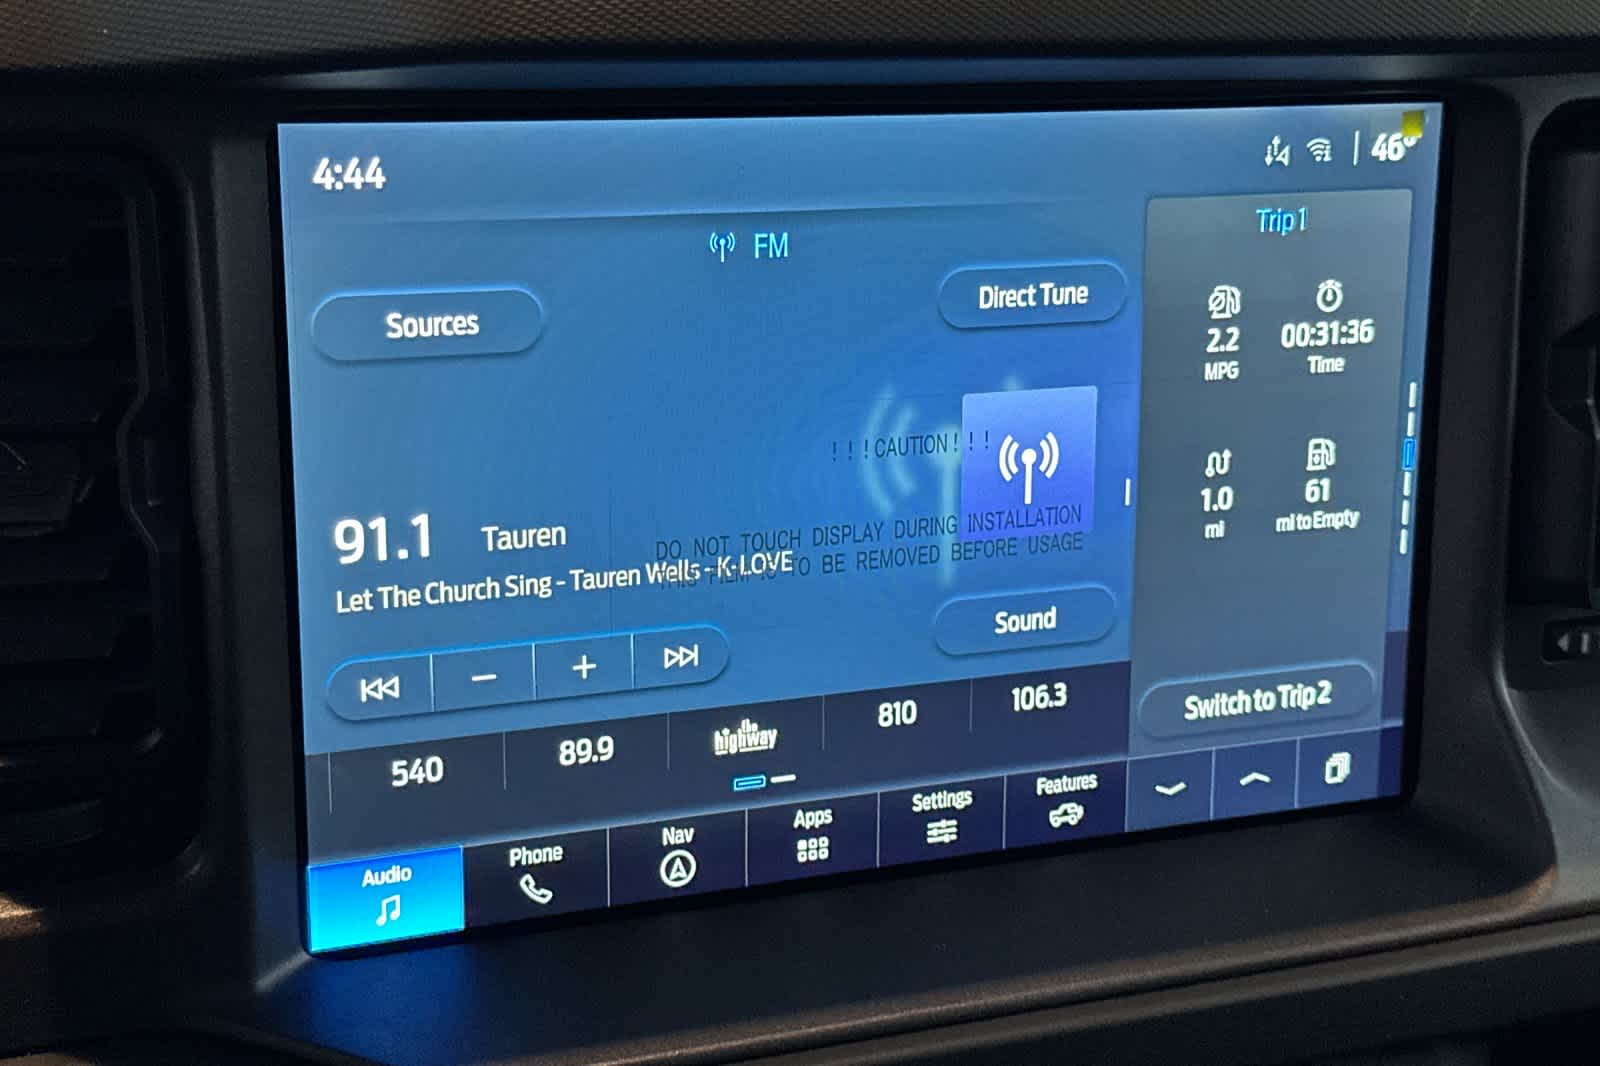 4:44
46°
FM
Sources
Direct Tune
Trip 1
2.2
MPG
00:31:36
Time
! ! ! CAUTION ! ! !
1.0
mi
61
mi to Empty
91.1 Tauren
Let The Church Sing - Tauren Wells - K-LOVE
DO NOT TOUCH DISPLAY DURING INSTALLATION
THIS FILM IS TO BE REMOVED BEFORE USAGE
Sound
Switch to Trip 2
540
89.9
the
highway
810
106.3
Audio
Phone
Nav
Apps
Settings
Features